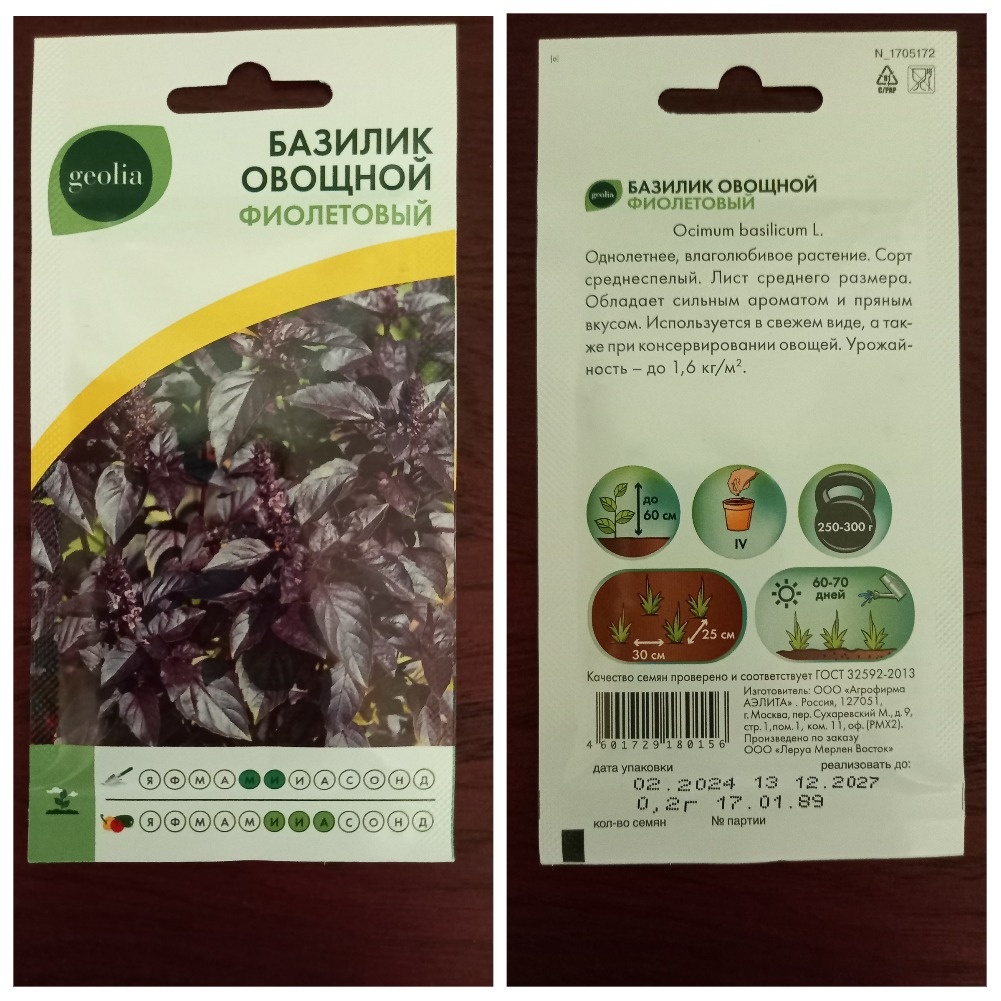 БАЗИЛИК
ОВОЩНОЙ
ФИОЛЕТОВЫЙ
geolia
Я Ф М А М И И А С О Н Д
Я Ф М А М И И А С О Н Д
N_1705172
81
C/PAP
geolia
БАЗИЛИК ОВОЩНОЙ
ФИОЛЕТОВЫЙ
Ocimum basilicum L.
Однолетнее, влаголюбивое растение. Сорт
среднеспелый. Лист среднего размера.
Обладает сильным ароматом и пряным
вкусом. Используется в свежем виде, а так-
же при консервировании овощей. Урожай-
ность – до 1,6 кг/м².
до
60 см
IV
250-300 г
25 см
30 см
60-70
дней
Качество семян проверено и соответствует ГОСТ 32592-2013
Изготовитель: ООО «Агрофирма
АЭЛИТА» . Россия, 127051,
г. Москва, пер. Сухаревский М., д. 9,
стр.1, пом.1, ком. 11, оф. (РМХ2).
Произведено по заказу
ООО «Леруа Мерлен Восток»
4 601729 180156
дата упаковки
реализовать до:
02.2024 13 12.2027
0,2г 17.01.89
кол-во семян
№ партии